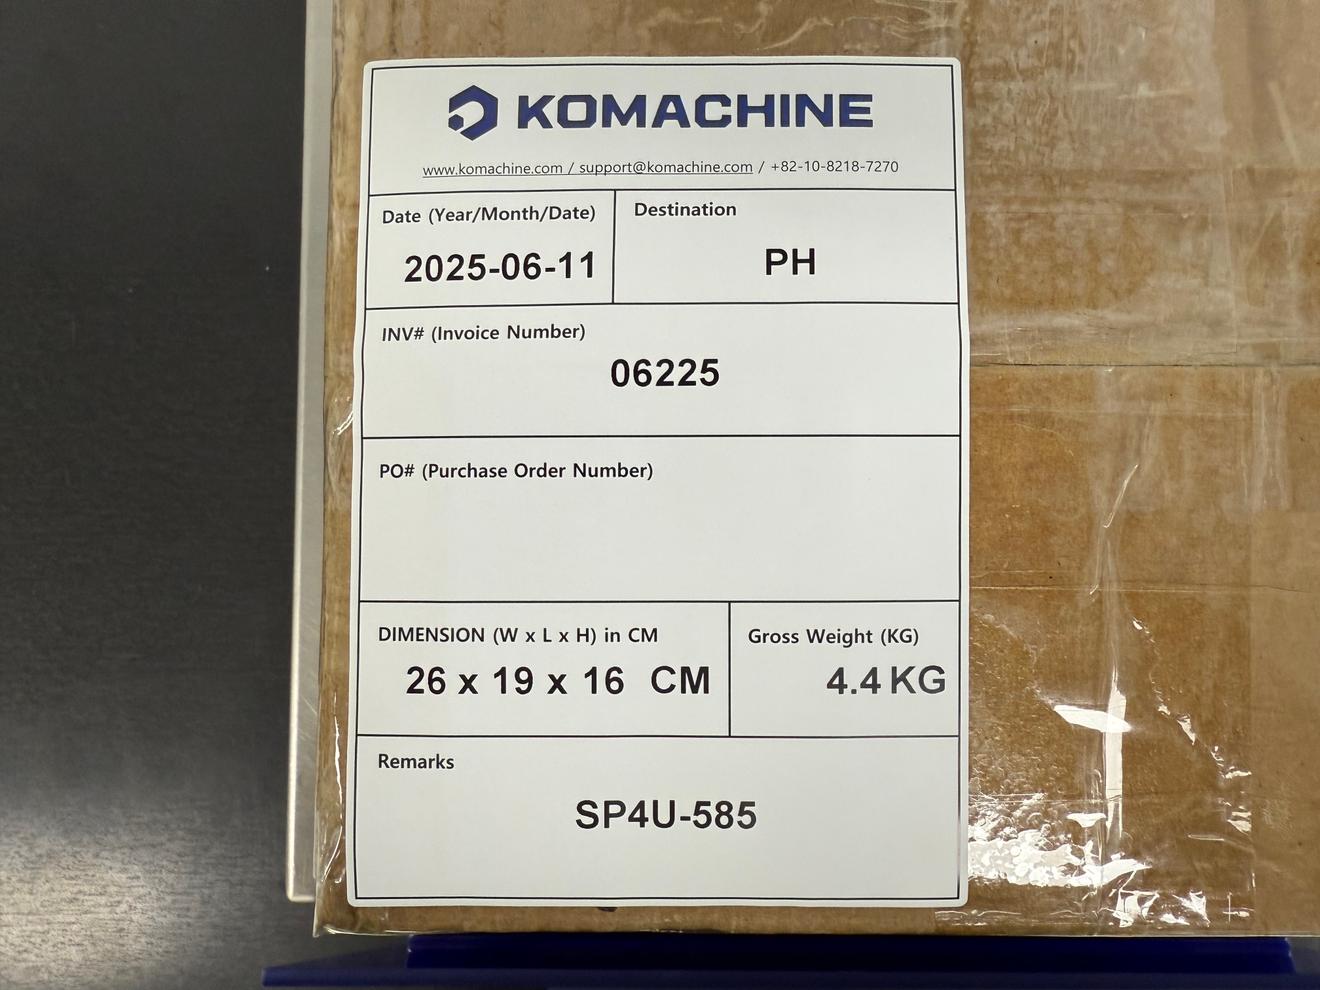 KOMACHINE
www.komachine.com / support@komachine.com / +82-10-8218-7270
Date (Year/Month/Date)
2025-06-11
Destination
PH
INV# (Invoice Number)
06225
PO# (Purchase Order Number)
DIMENSION (W x L x H) in CM
26 x 19 x 16 CM
Gross Weight (KG)
4.4 KG
Remarks
SP4U-585